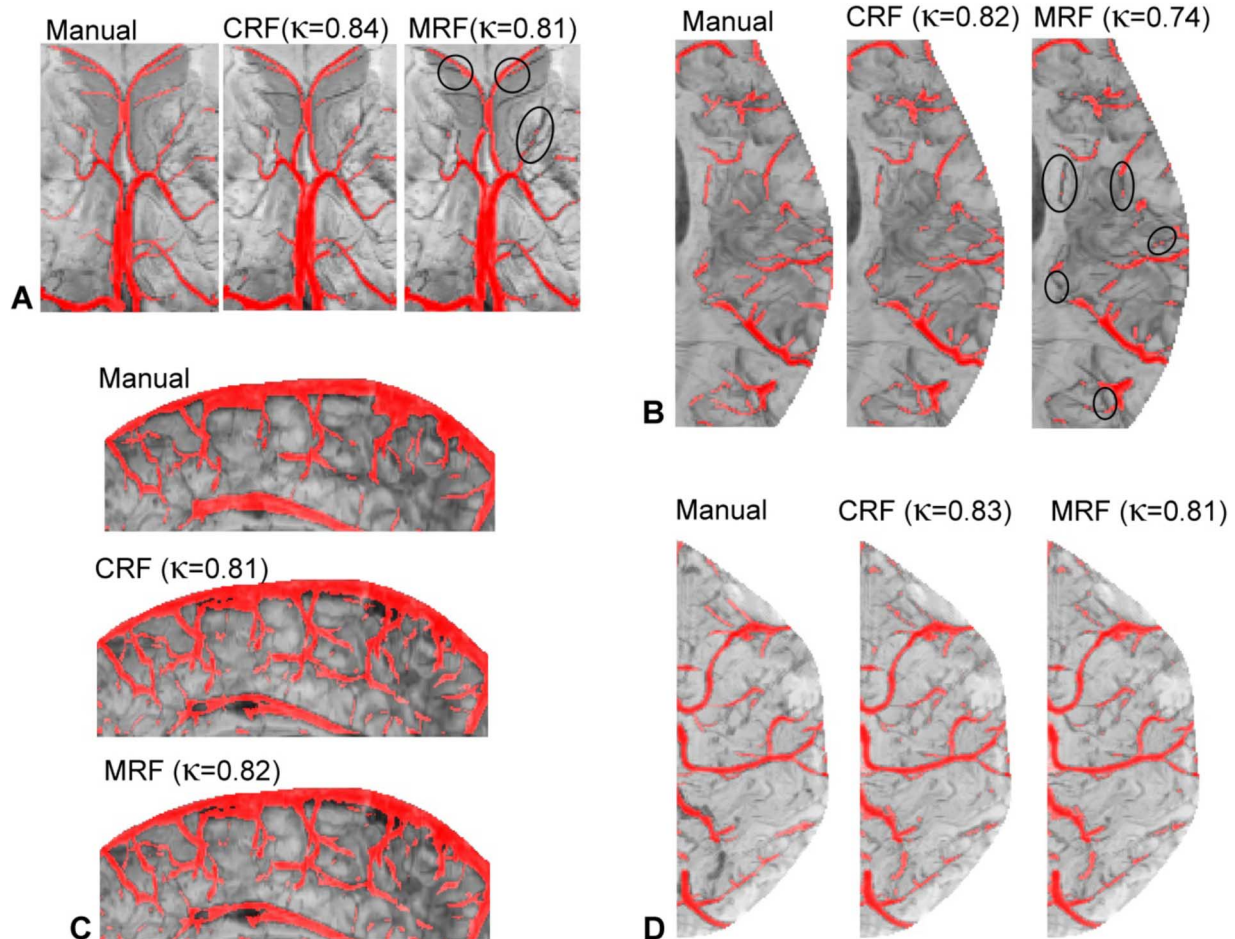 Manual CRF(κ=0.84) MRF(κ=0.81)
A
Manual CRF (κ=0.82) MRF(κ=0.74)
B
Manual
CRF (κ=0.81)
MRF (κ=0.82)
C
Manual CRF (κ=0.83) MRF (κ=0.81)
D